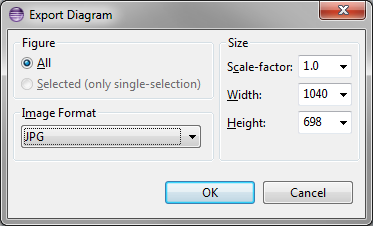 Export Diagram
Figure
All
Selected (only single-selection)
Image Format
JPG
Size
Scale-factor: 1.0
Width: 1040
Height: 698
OK
Cancel